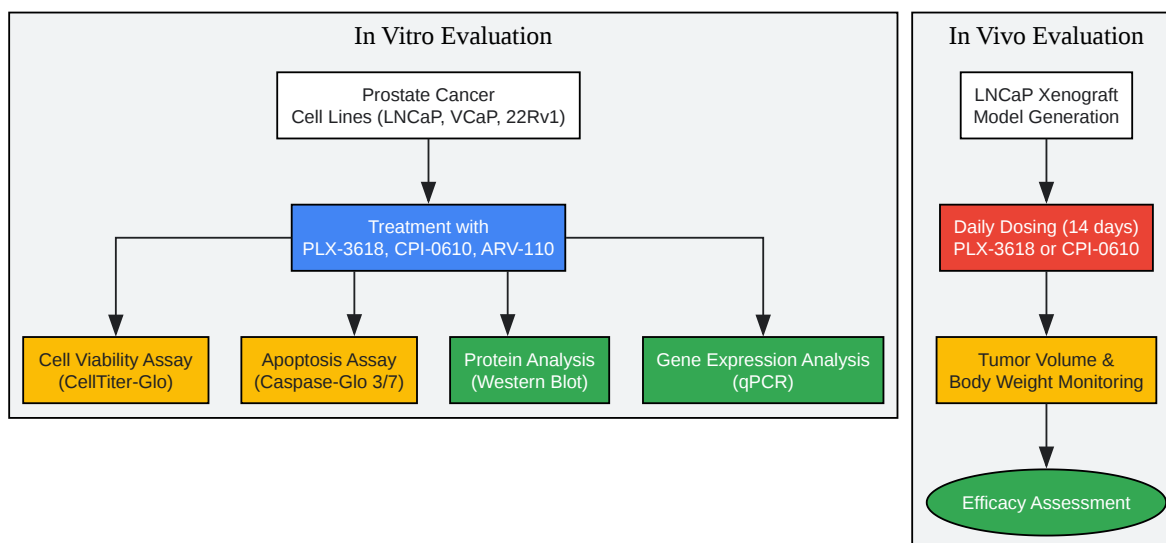 In Vitro Evaluation
Prostate Cancer
Cell Lines (LNCaP, VCaP, 22Rv1)
Treatment with
PLX-3618, CPI-0610, ARV-110
Cell Viability Assay
(CellTiter-Glo)
Apoptosis Assay
(Caspase-Glo 3/7)
Protein Analysis
(Western Blot)
Gene Expression Analysis
(qPCR)
In Vivo Evaluation
LNCaP Xenograft
Model Generation
Daily Dosing (14 days)
PLX-3618 or CPI-0610
Tumor Volume &
Body Weight Monitoring
Efficacy Assessment